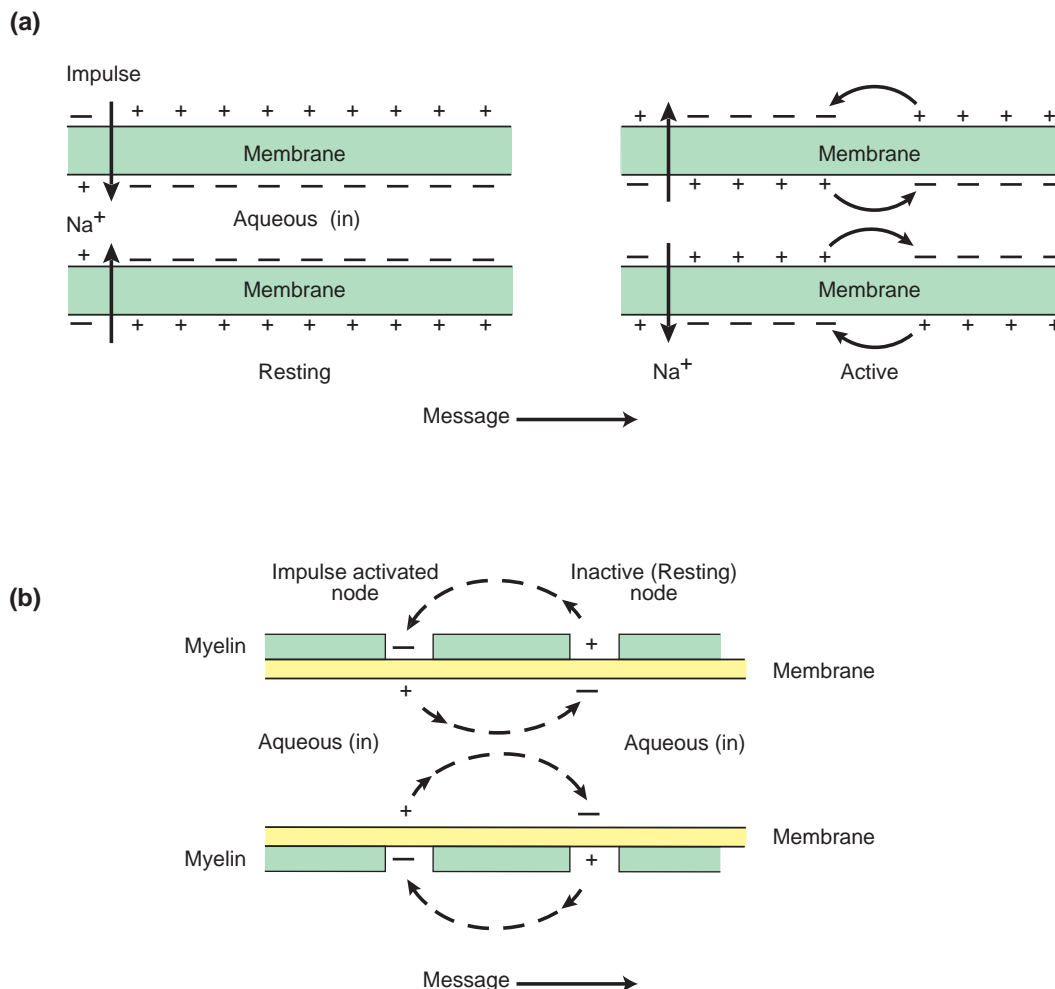 (a)
Impulse
− + + + + + + + +
Membrane
+ − − − − − − − −
Na+
Aqueous (in)
+ − − − − − − − −
Membrane
− + + + + + + + +
Resting
+ − − − − + + + +
Membrane
− + + + + − − − −
− + + + + − − − −
Membrane
+ − − − − + + + +
Na+
Active
Message
(b)
Impulse activated
node
Inactive (Resting)
node
Myelin
− +
Membrane
+ −
Aqueous (in)
Aqueous (in)
+ −
Membrane
Myelin
− +
Message